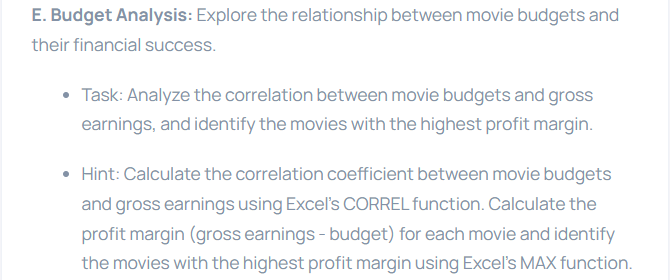 E. Budget Analysis: Explore the relationship between movie budgets and
their financial success.
• Task: Analyze the correlation between movie budgets and gross
earnings, and identify the movies with the highest profit margin.
• Hint: Calculate the correlation coefficient between movie budgets
and gross earnings using Excel's CORREL function. Calculate the
profit margin (gross earnings - budget) for each movie and identify
the movies with the highest profit margin using Excel's MAX function.